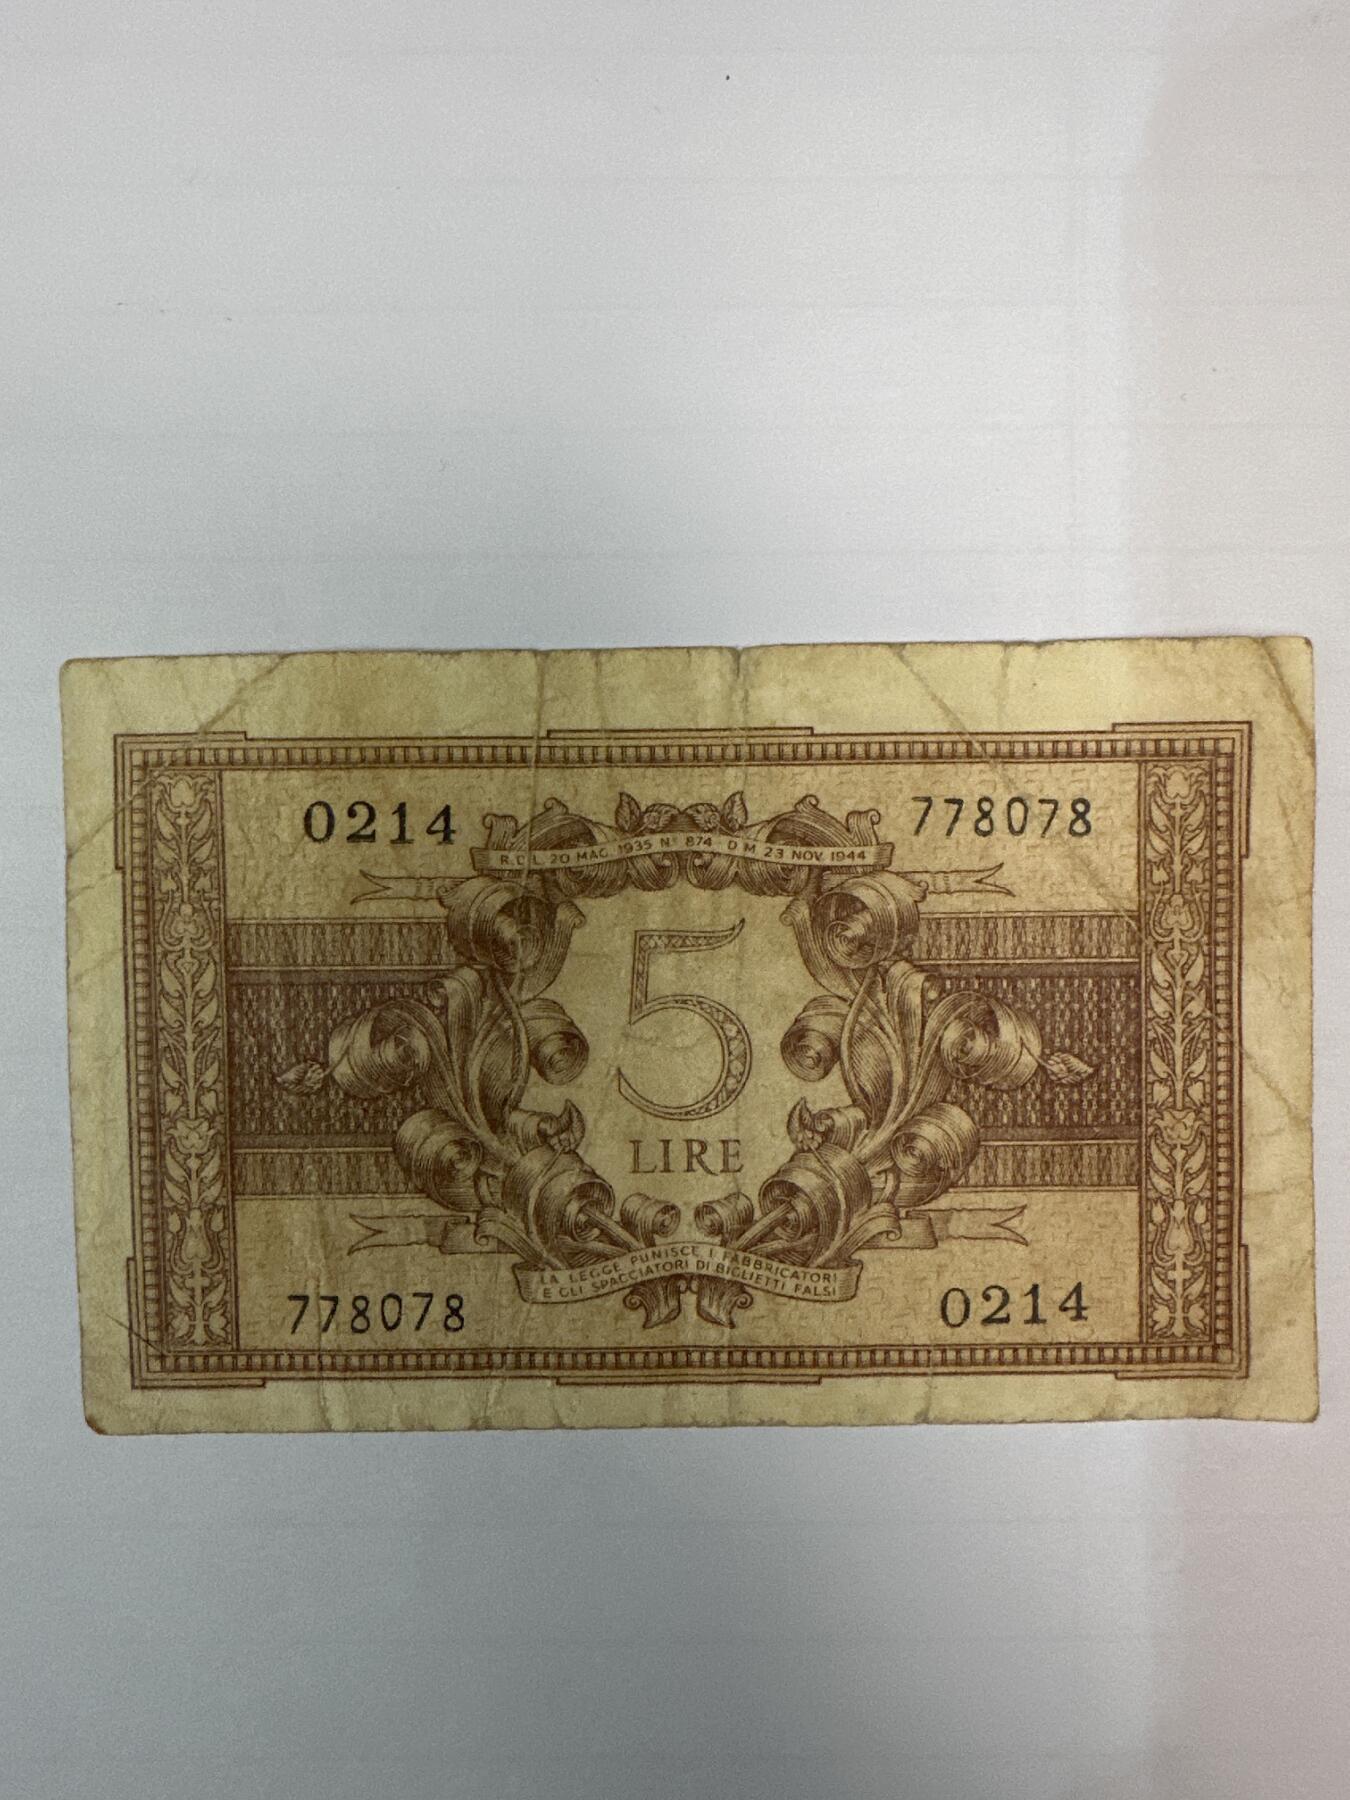 0214
778078
R. D. L. 20 MAG. 1935 N° 874 - D M 23 NOV. 1944
5
LIRE
LA LEGGE PUNISCE I FABBRICATORI
E GLI SPACCIATORI DI BIGLIETTI FALSI
778078
0214